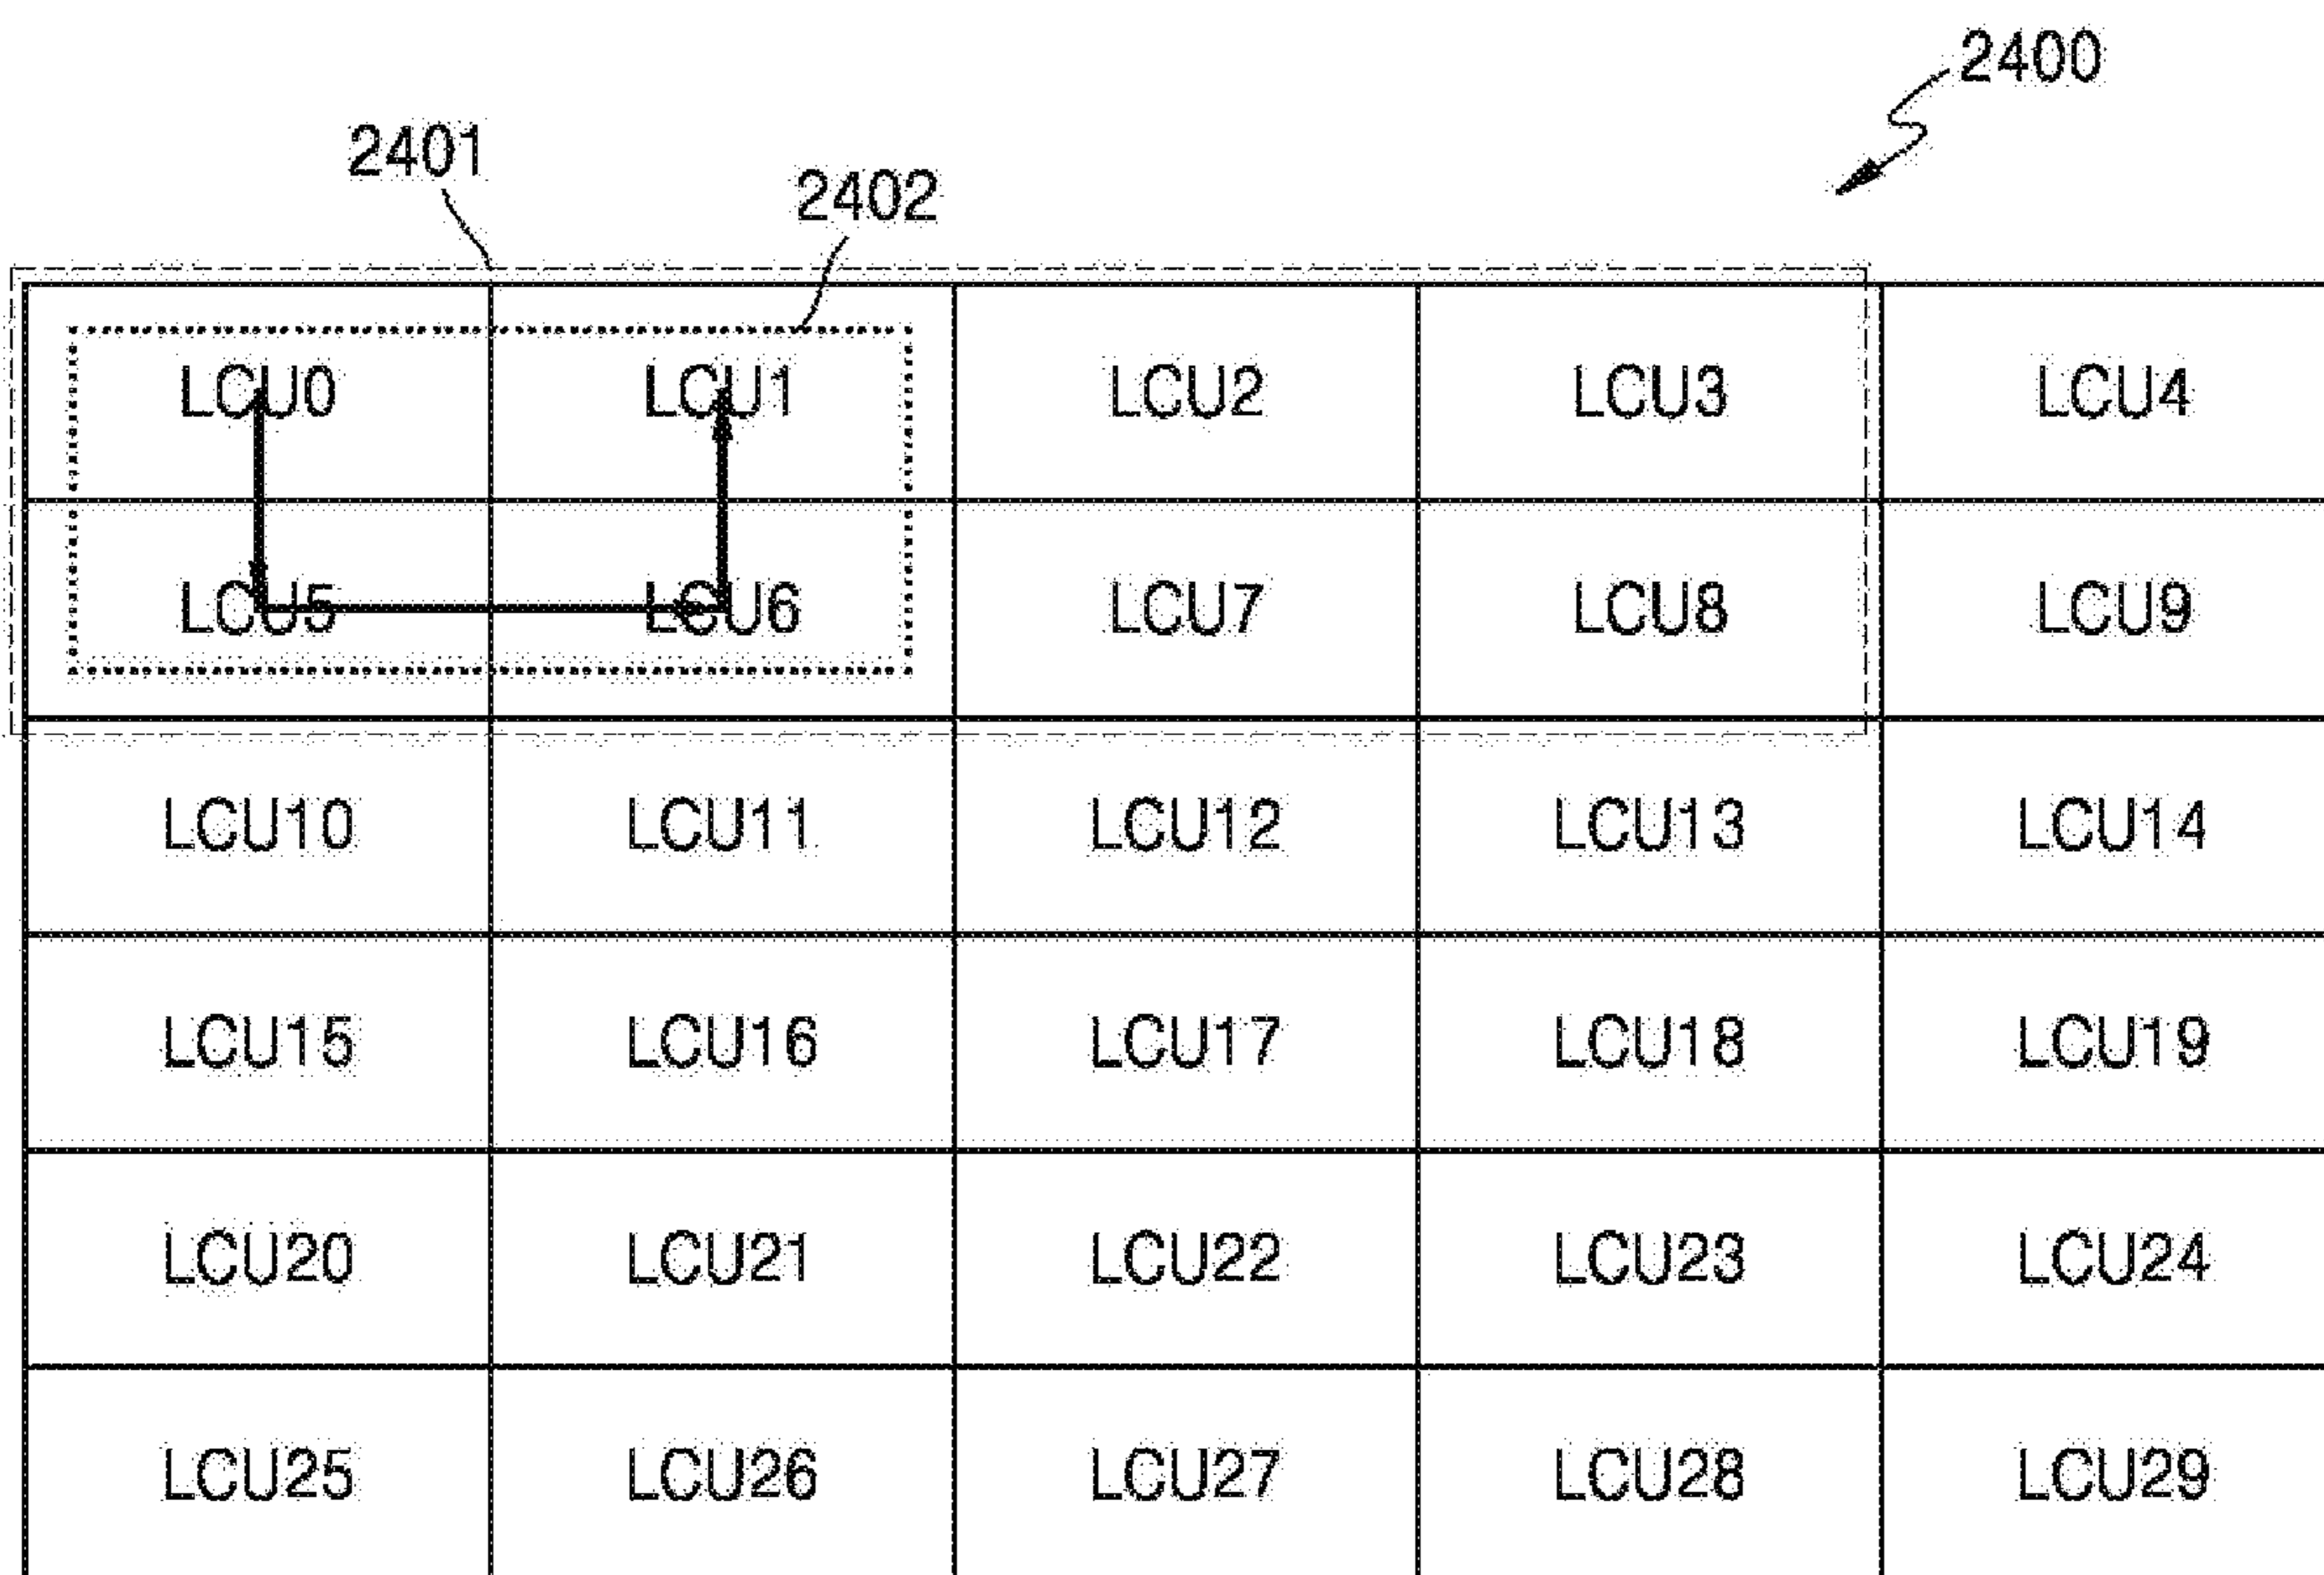 2400
2401
2402
LCU0 LCU1 LCU2 LCU3 LCU4
LCU5 LCU6 LCU7 LCU8 LCU9
LCU10 LCU11 LCU12 LCU13 LCU14
LCU15 LCU16 LCU17 LCU18 LCU19
LCU20 LCU21 LCU22 LCU23 LCU24
LCU25 LCU26 LCU27 LCU28 LCU29